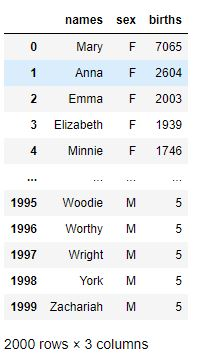 names sex births
0 Mary F 7065
1 Anna F 2604
2 Emma F 2003
3 Elizabeth F 1939
4 Minnie F 1746
... ... ... ...
1995 Woodie M 5
1996 Worthy M 5
1997 Wright M 5
1998 York M 5
1999 Zachariah M 5
2000 rows × 3 columns